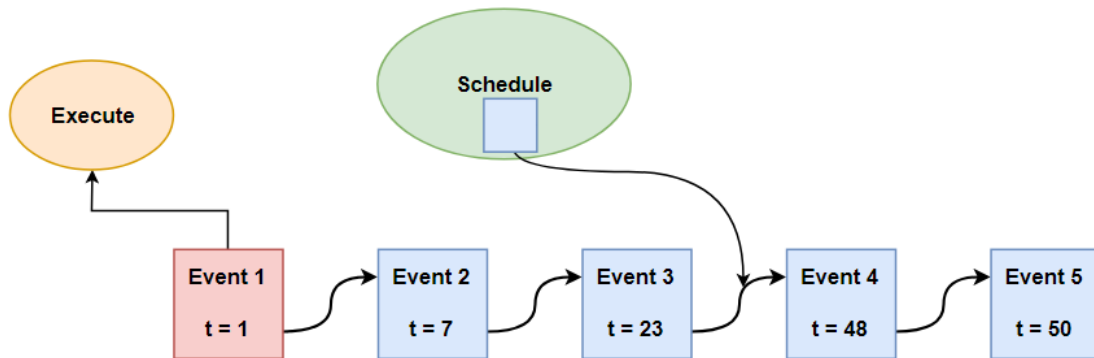 Execute
Schedule
Event 1
t = 1
Event 2
t = 7
Event 3
t = 23
Event 4
t = 48
Event 5
t = 50